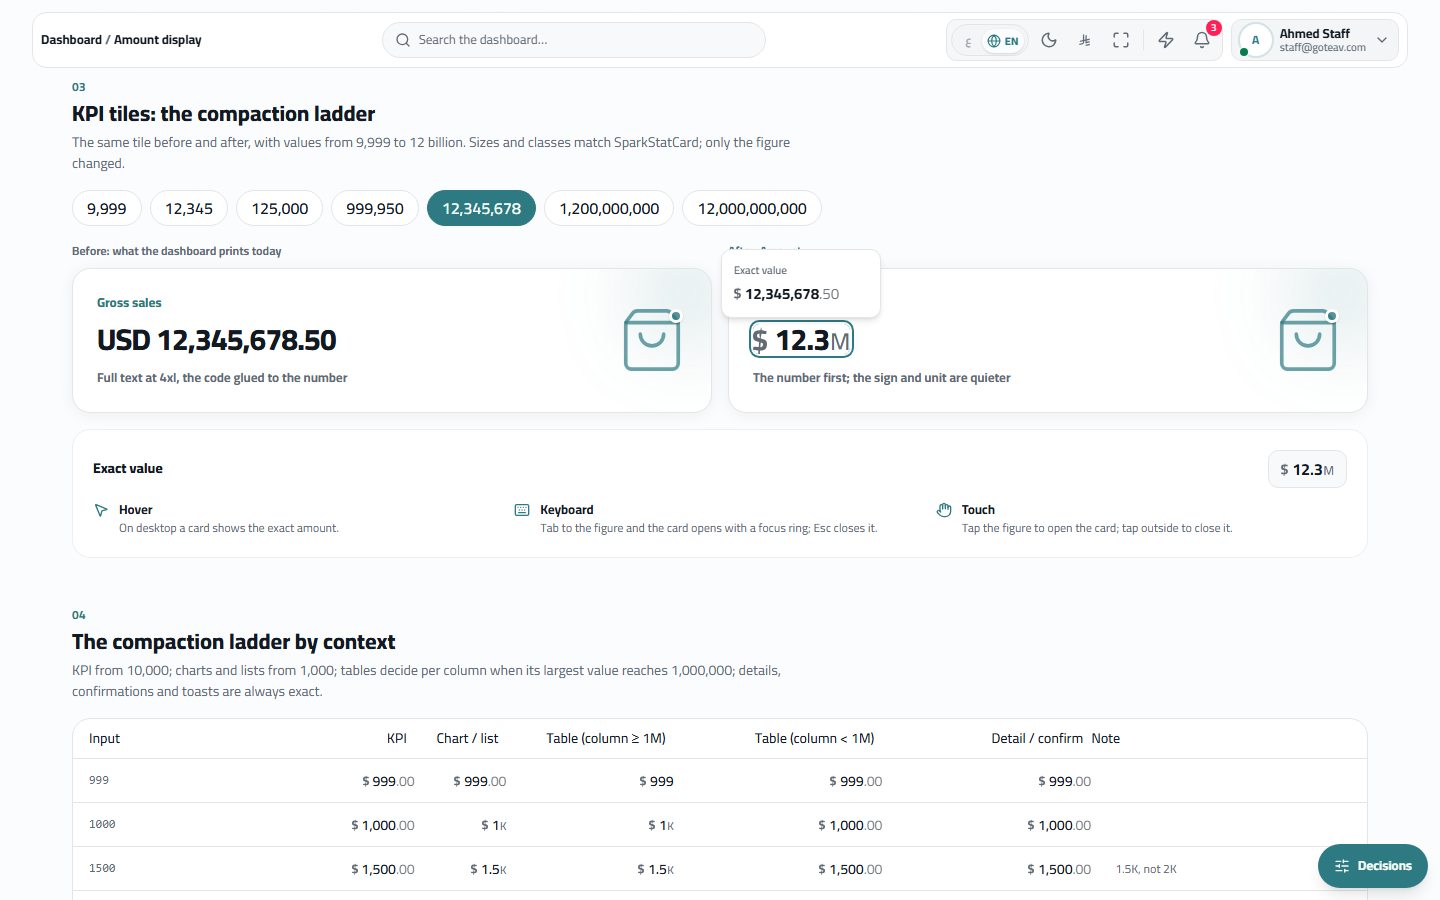 Dashboard / Amount display
Search the dashboard...
ع
EN
3
A
Ahmed Staff
staff@goteav.com
03
KPI tiles: the compaction ladder
The same tile before and after, with values from 9,999 to 12 billion. Sizes and classes match SparkStatCard; only the figure
changed.
9,999
12,345
125,000
999,950
12,345,678
1,200,000,000
12,000,000,000
Before: what the dashboard prints today
Exact value
$ 12,345,678.50
Gross sales
USD 12,345,678.50
Full text at 4xl, the code glued to the number
$ 12.3M
The number first; the sign and unit are quieter
Exact value
$ 12.3M
Hover
On desktop a card shows the exact amount.
Keyboard
Tab to the figure and the card opens with a focus ring; Esc closes it.
Touch
Tap the figure to open the card; tap outside to close it.
04
The compaction ladder by context
KPI from 10,000; charts and lists from 1,000; tables decide per column when its largest value reaches 1,000,000; details,
confirmations and toasts are always exact.
Input KPI Chart / list Table (column ≥ 1M) Table (column < 1M) Detail / confirm Note
999 $ 999.00 $ 999.00 $ 999 $ 999.00 $ 999.00
1000 $ 1,000.00 $ 1K $ 1K $ 1,000.00 $ 1,000.00
1500 $ 1,500.00 $ 1.5K $ 1.5K $ 1,500.00 $ 1,500.00 1.5K, not 2K
Decisions